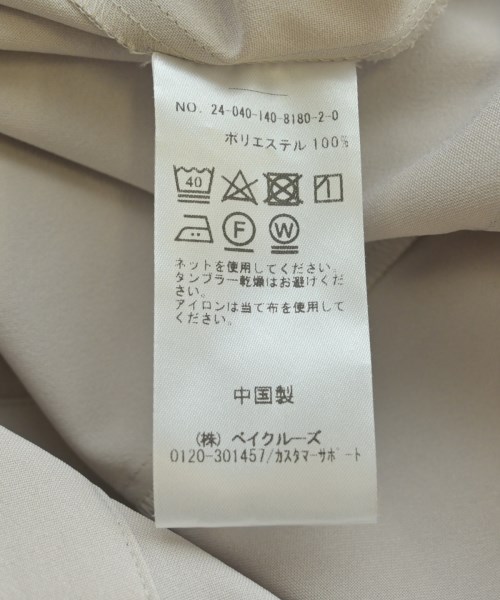 NO. 24-040-140-8180-2-0
ポリエステル 100%
40
F W
ネットを使用してください。
タンブラー乾燥はお避けくだ
さい。
アイロンは当て布を使用して
ください。
中国製
(株) ベイクルーズ
0120-301457/カスタマーサポート